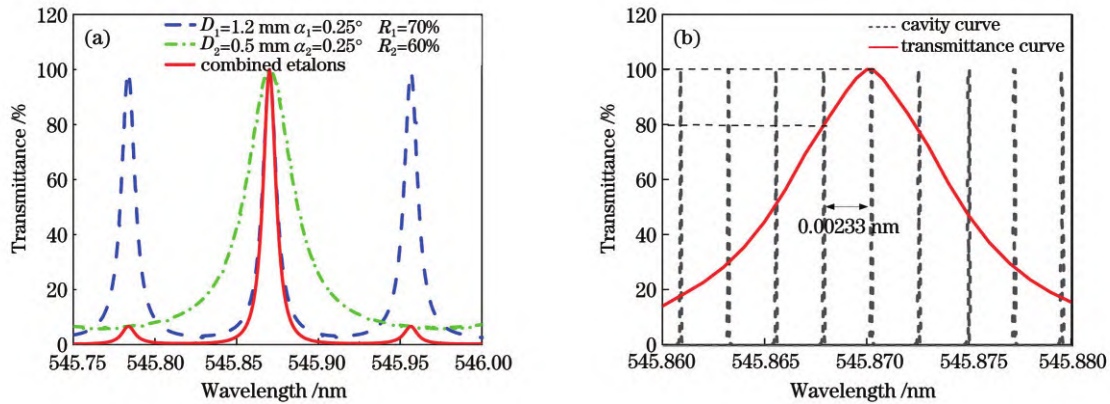 (a)
D₁=1.2 mm α₁=0.25° R₁=70%
D₂=0.5 mm α₂=0.25° R₂=60%
combined etalons
120
100
80
60
40
20
0
Transmittance /%
545.75 545.80 545.85 545.90 545.95 546.00
Wavelength /nm
(b)
cavity curve
transmittance curve
120
100
80
60
40
20
0
Transmittance /%
0.00233 nm
545.860 545.865 545.870 545.875 545.880
Wavelength /nm